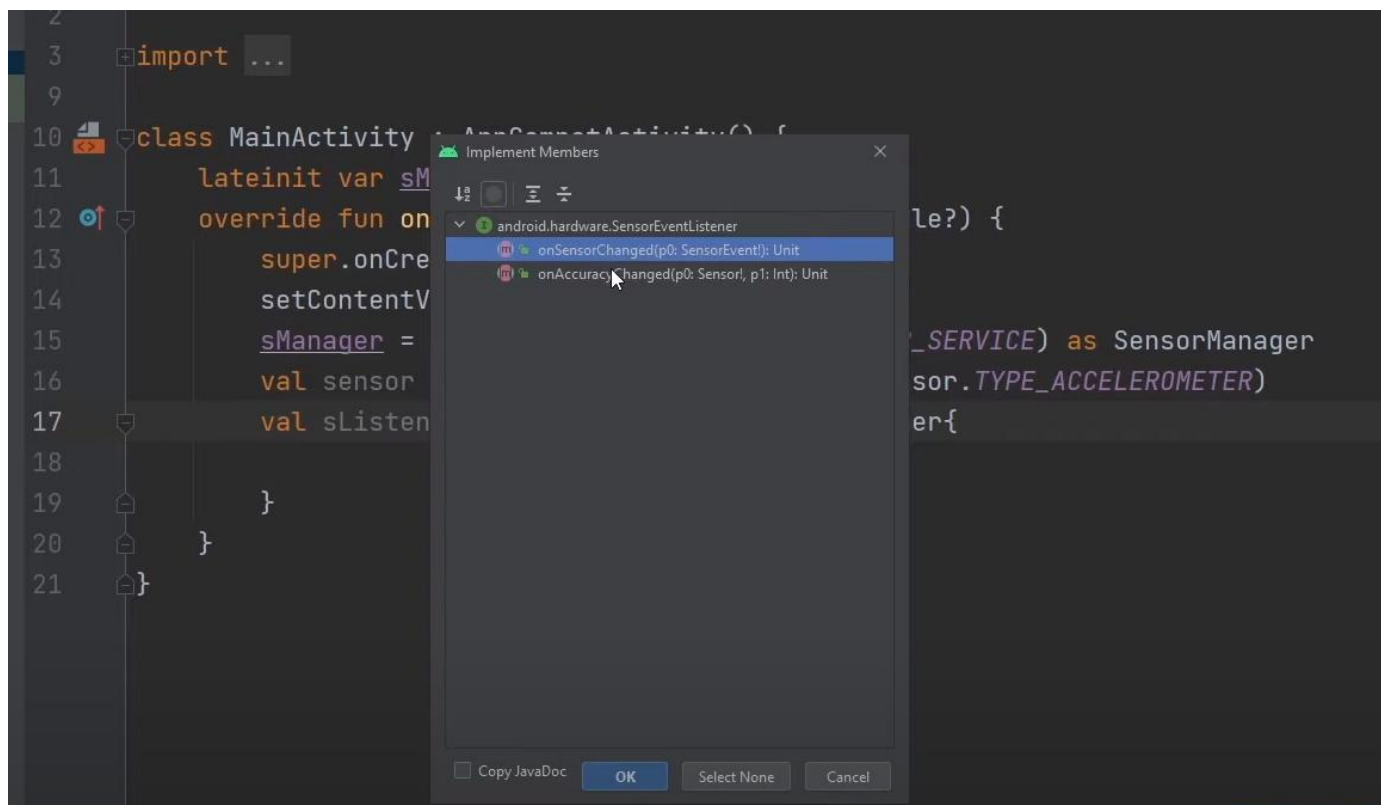 2
3 import ...
9
10 class MainActivity : AppCompatActivity() {
11 lateinit var sM
12 override fun on le?) {
13 super.onCre
14 setContentV
15 sManager = _SERVICE) as SensorManager
16 val sensor sor.TYPE_ACCELEROMETER)
17 val sListen er{
18
19 }
20 }
21 }
Implement Members
android.hardware.SensorEventListener
onSensorChanged(p0: SensorEvent!): Unit
onAccuracyChanged(p0: Sensor!, p1: Int): Unit
Copy JavaDoc OK Select None Cancel